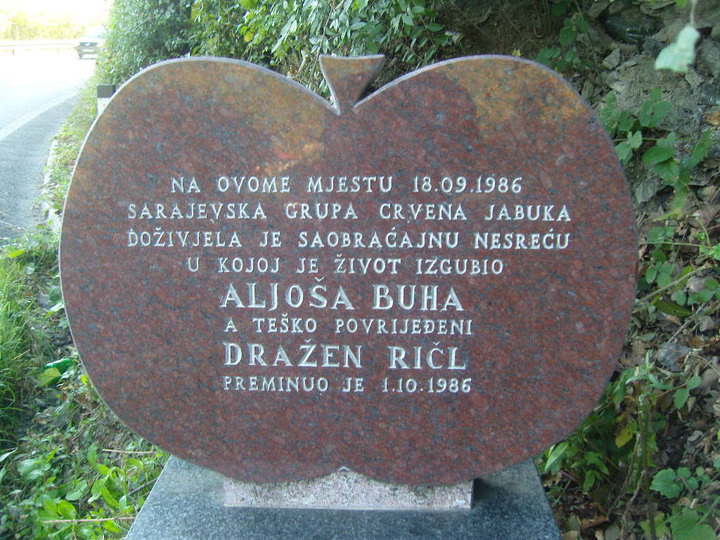 NA OVOME MJESTU 18.09.1986
SARAJEVSKA GRUPA CRVENA JABUKA
DOŽIVJELA JE SAOBRAĆAJNU NESREĆU
U KOJOJ JE ŽIVOT IZGUBIO
ALJOŠA BUHA
A TEŠKO POVRIJEĐENI
DRAŽEN RIČL
PREMINUO JE 1.10.1986